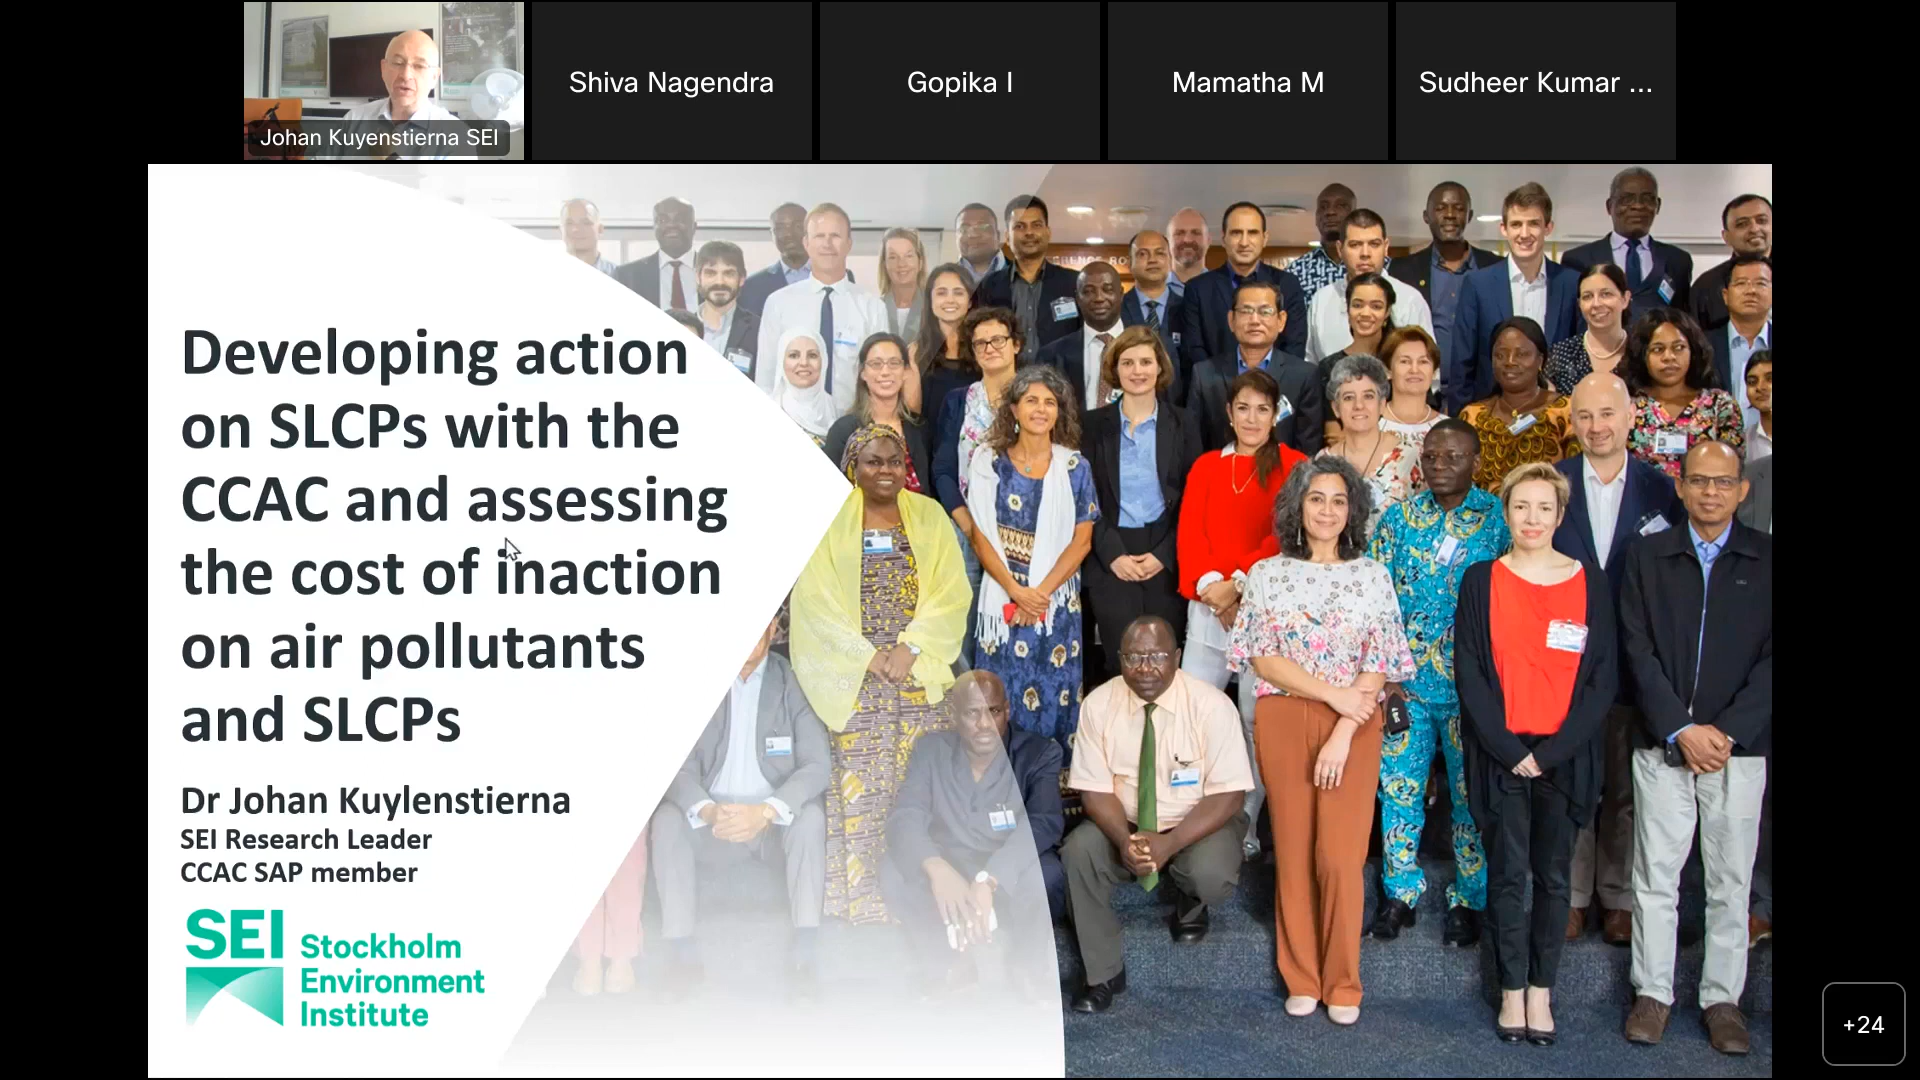 Johan Kuyenstierna SEI
Shiva Nagendra
Gopika I
Mamatha M
Sudheer Kumar ...
Developing action
on SLCPs with the
CCAC and assessing
the cost of inaction
on air pollutants
and SLCPs
Dr Johan Kuylenstierna
SEI Research Leader
CCAC SAP member
SEI
Stockholm
Environment
Institute
+24